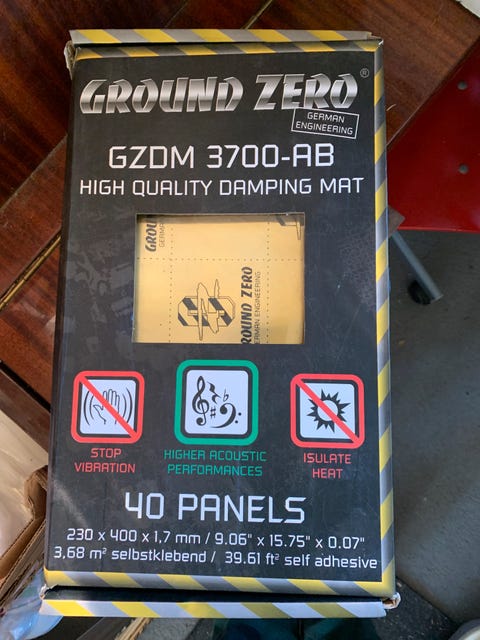 GROUND ZERO®
GERMAN
ENGINEERING
GZDM 3700-AB
HIGH QUALITY DAMPING MAT
GROUND ZERO
GERMAN ENGINEERING
STOP
VIBRATION
HIGHER ACOUSTIC
PERFORMANCES
ISULATE
HEAT
40 PANELS
230 x 400 x 1,7 mm / 9.06" x 15.75" x 0.07"
3,68 m² selbstklebend / 39.61 ft² self adhesive